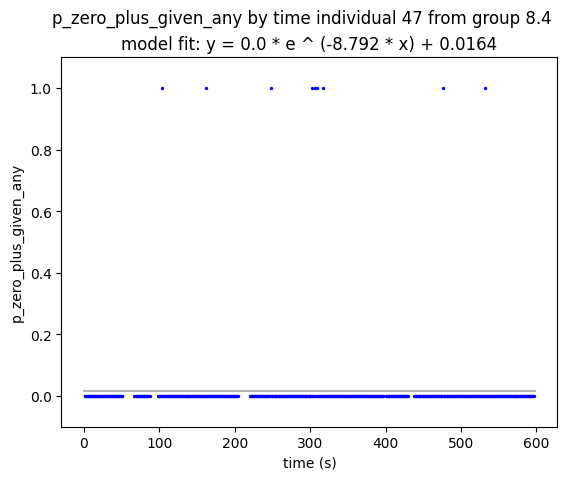 p_zero_plus_given_any by time individual 47 from group 8.4
model fit: y = 0.0 * e ^ (-8.792 * x) + 0.0164
1.0
0.8
0.6
0.4
0.2
0.0
p_zero_plus_given_any
0 100 200 300 400 500 600
time (s)